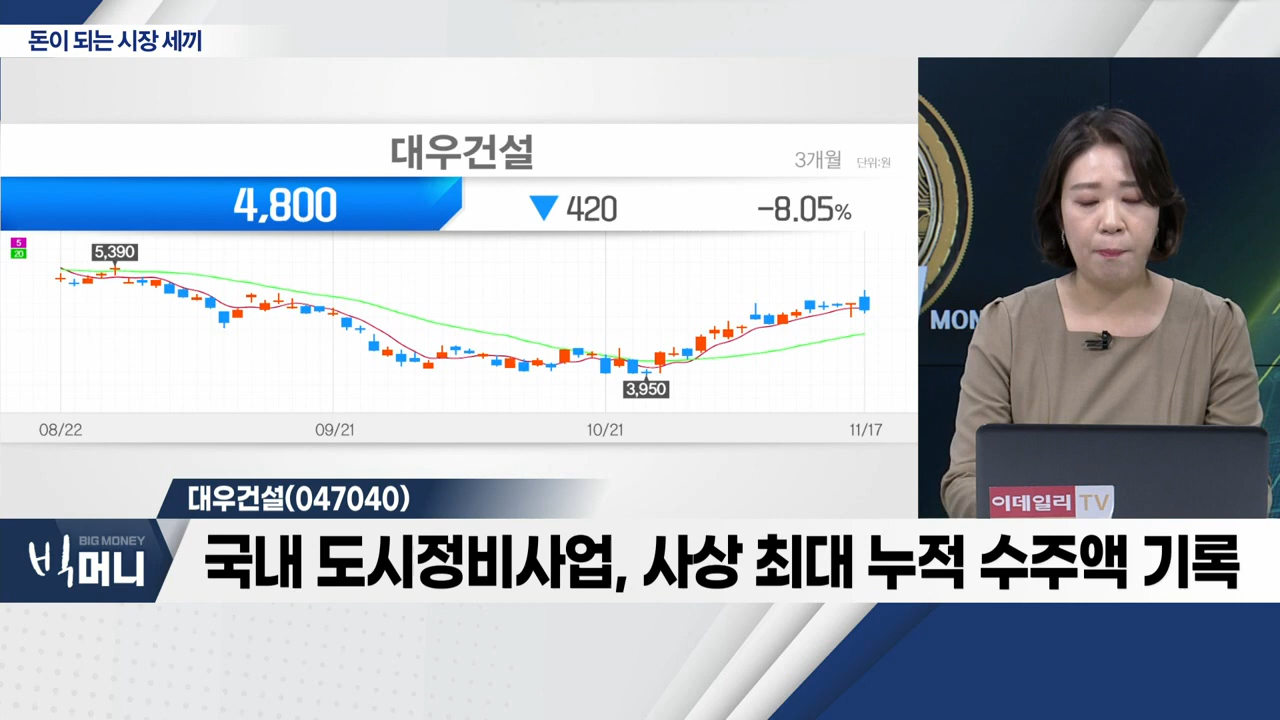 돈이 되는 시장 세끼
대우건설
3개월 단위:원
4,800 ▼ 420 -8.05%
5
20
5,390
3,950
08/22 09/21 10/21 11/17
MON
이데일리TV
대우건설(047040)
BIG MONEY
빅머니
국내 도시정비사업, 사상 최대 누적 수주액 기록